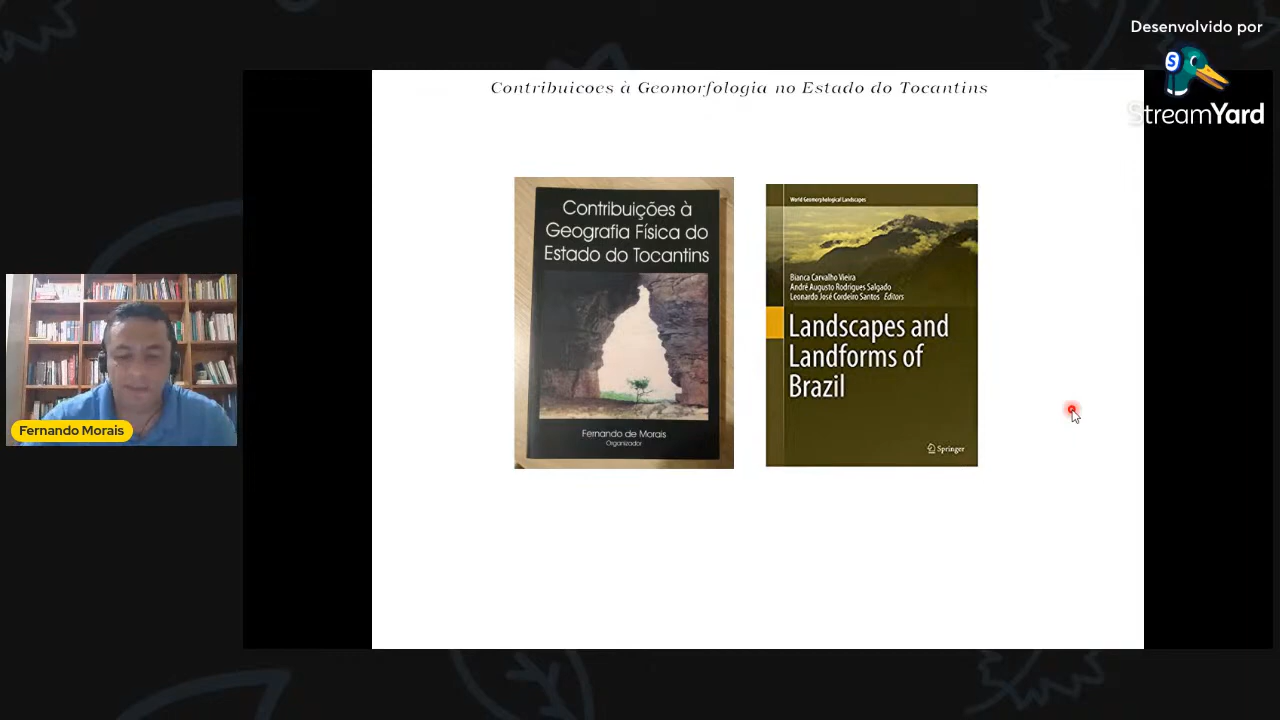 Desenvolvido por
S
StreamYard
Contribuicoes à Geomorfologia no Estado do Tocantins
Contribuições à
Geografia Física do
Estado do Tocantins
Fernando de Morais
Organizador
World Geomorphological Landscapes
Bianca Carvalho Vieira
André Augusto Rodrigues Salgado
Leonardo José Cordeiro Santos Editors
Landscapes and
Landforms of
Brazil
Springer
Fernando Morais